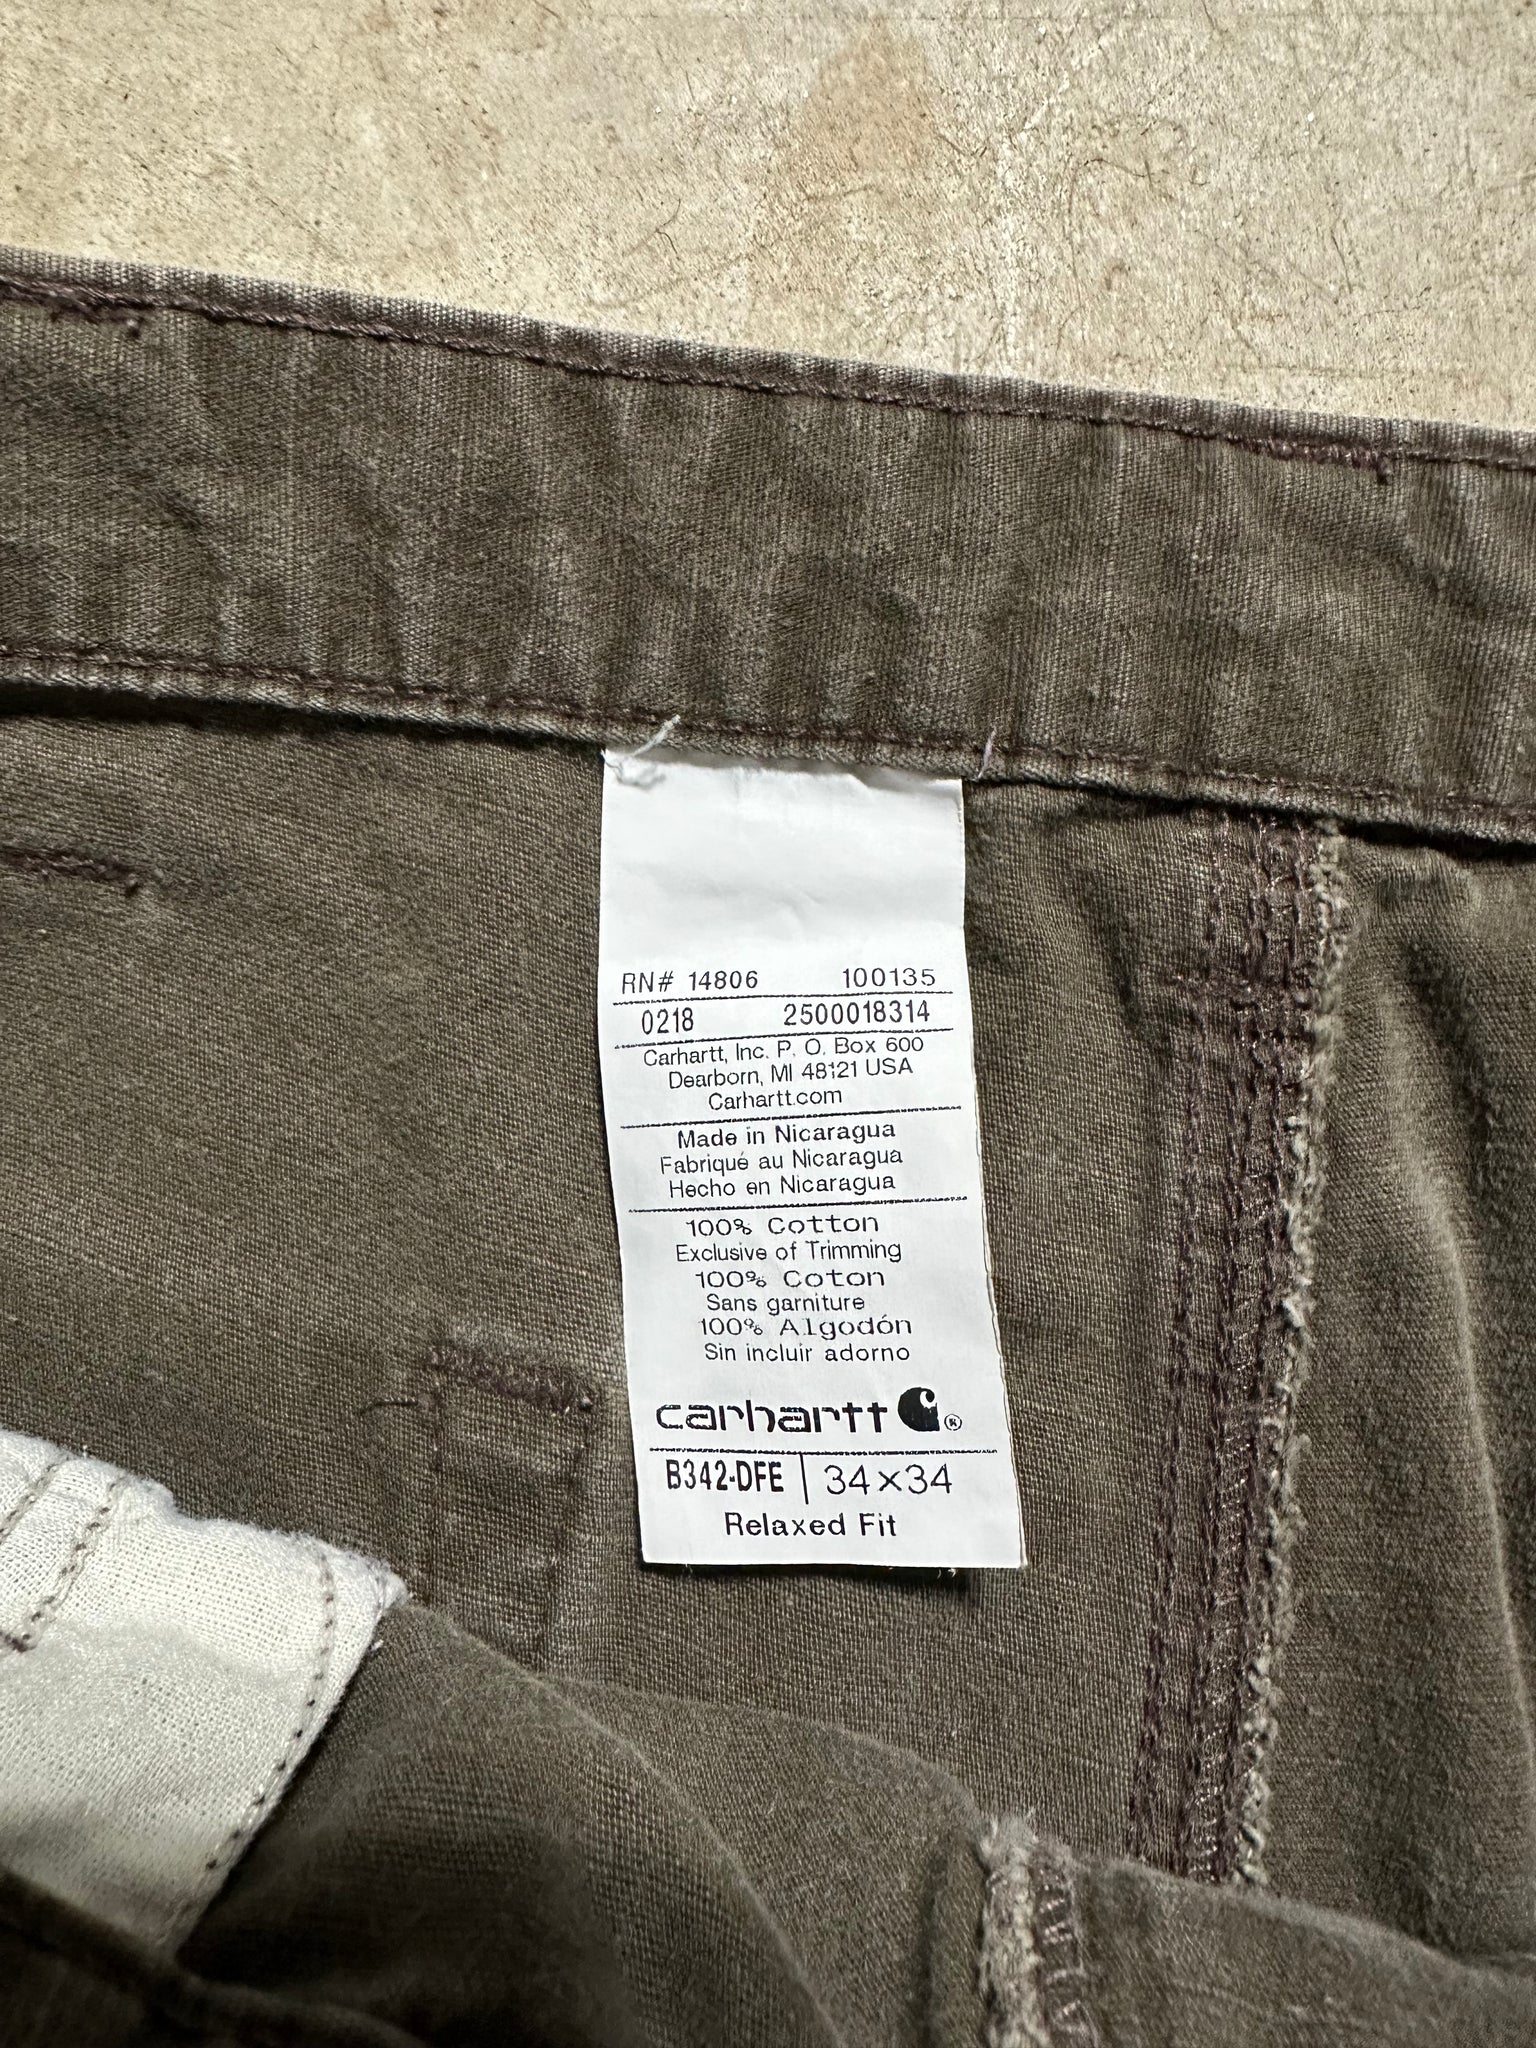 RN# 14806 100135
0218 2500018314
Carhartt, Inc. P. O. Box 600
Dearborn, MI 48121 USA
Carhartt.com
Made in Nicaragua
Fabriqué au Nicaragua
Hecho en Nicaragua
100% Cotton
Exclusive of Trimming
100% Coton
Sans garniture
100% Algodón
Sin incluir adorno
carhartt ®
B342-DFE | 34×34
Relaxed Fit